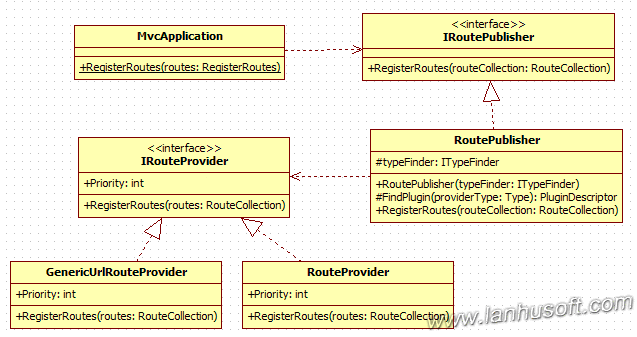 MvcApplication
+RegisterRoutes(routes: RegisterRoutes)
<<interface>>
IRoutePublisher
+RegisterRoutes(routeCollection: RouteCollection)
<<interface>>
IRouteProvider
+Priority: int
+RegisterRoutes(routes: RouteCollection)
RoutePublisher
#typeFinder: ITypeFinder
+RoutePublisher(typeFinder: ITypeFinder)
#FindPlugin(providerType: Type): PluginDescriptor
+RegisterRoutes(routeCollection: RouteCollection)
GenericUrlRouteProvider
+Priority: int
+RegisterRoutes(routes: RouteCollection)
RouteProvider
+Priority: int
+RegisterRoutes(routes: RouteCollection)
www.lanhusoft.com